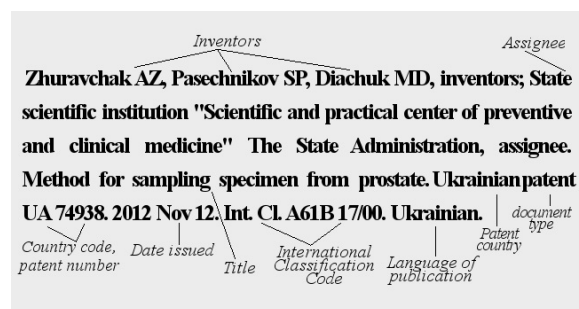 Inventors
Assignee
Zhuravchak AZ, Pasechnikov SP, Diachuk MD, inventors; State
scientific institution "Scientific and practical center of preventive
and clinical medicine" The State Administration, assignee.
Method for sampling specimen from prostate. Ukrainian patent
UA 74938. 2012 Nov 12. Int. Cl. A61B 17/00. Ukrainian.
Country code,
patent number
Date issued
Title
International
Classification
Code
Language of
publication
Patent
country
document
type